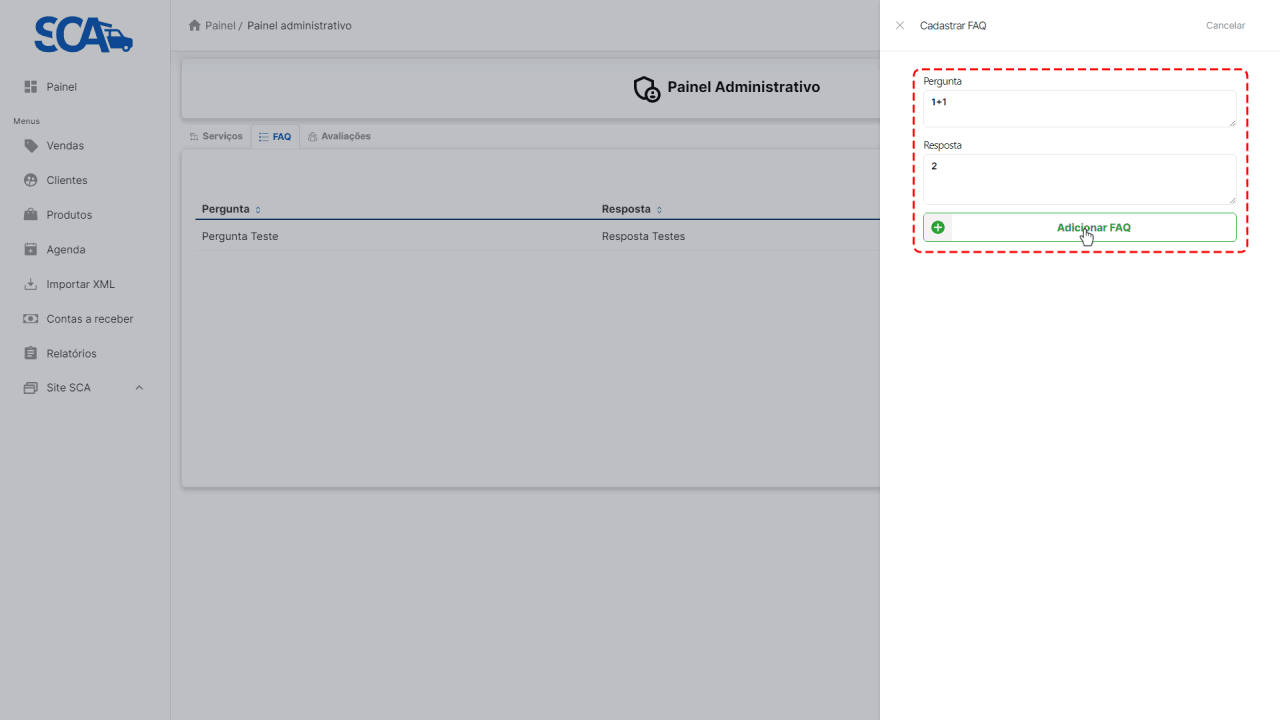 SCA
Painel
Menus
Vendas
Clientes
Produtos
Agenda
Importar XML
Contas a receber
Relatórios
Site SCA
Painel / Painel administrativo
Painel Administrativo
Serviços FAQ Avaliações
Pergunta Resposta
Pergunta Teste Resposta Testes
Cadastrar FAQ Cancelar
Pergunta
1+1
Resposta
2
Adicionar FAQ